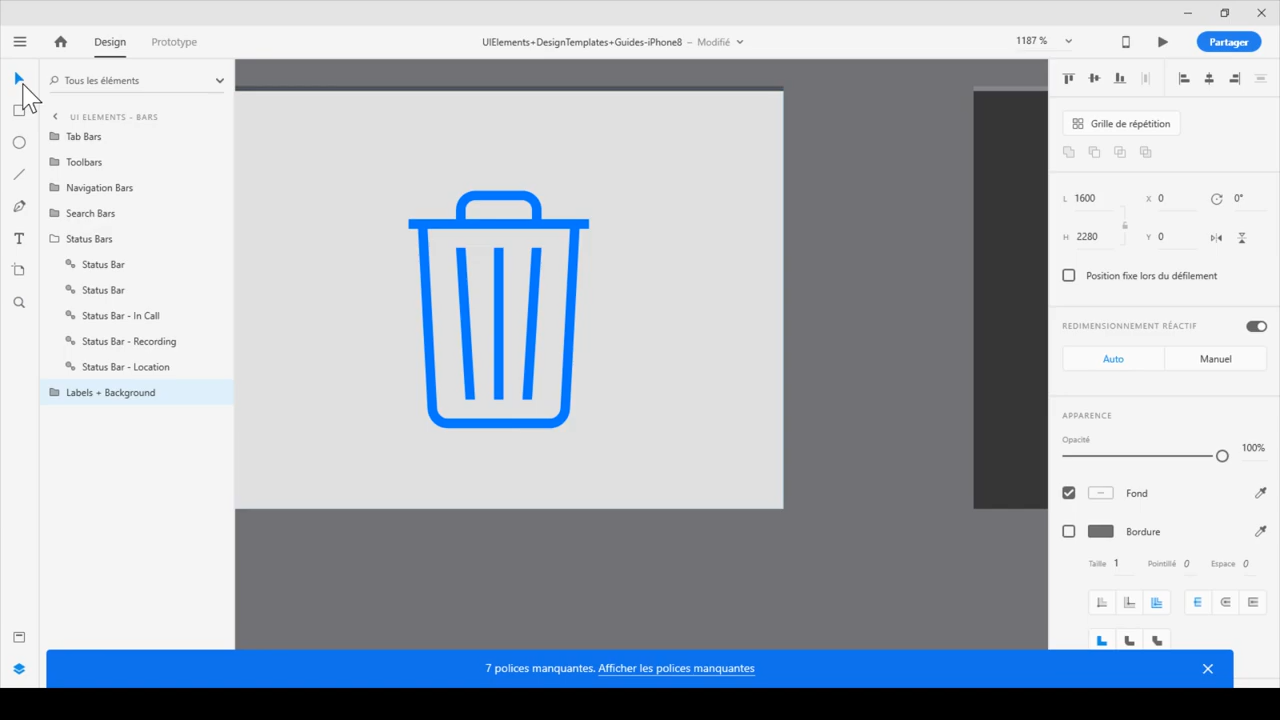 Design
Prototype
UIElements+DesignTemplates+Guides-iPhone8 – Modifié
1187 %
Partager
Tous les éléments
UI ELEMENTS - BARS
Tab Bars
Toolbars
Navigation Bars
Search Bars
Status Bars
Status Bar
Status Bar
Status Bar - In Call
Status Bar - Recording
Status Bar - Location
Labels + Background
Grille de répétition
L 1600 X 0 0°
H 2280 Y 0
Position fixe lors du défilement
REDIMENSIONNEMENT RÉACTIF
Auto Manuel
APPARENCE
Opacité
100%
Fond
Bordure
Taille 1 Pointillé 0 Espace 0
7 polices manquantes. Afficher les polices manquantes